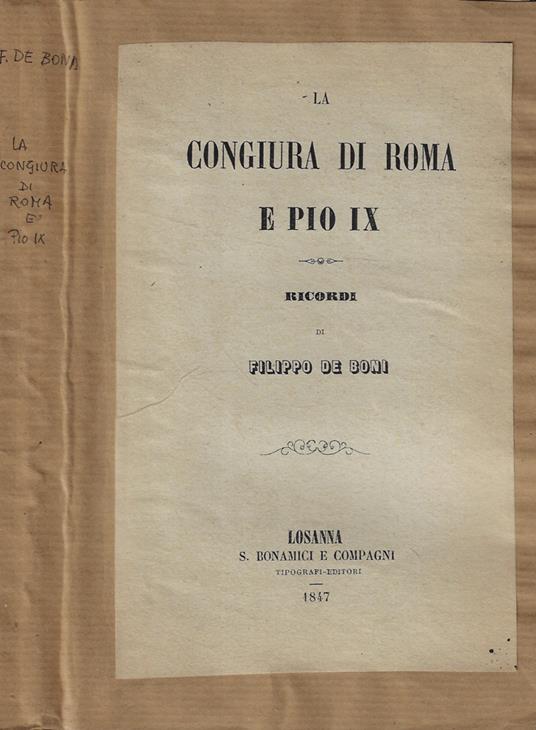 F. DE BONA
LA
CONGIURA
DI
ROMA
E
PIO IX
LA
CONGIURA DI ROMA
E PIO IX
RICORDI
DI
FILIPPO DE BONI
LOSANNA
S. BONAMICI E COMPAGNI
TIPOGRAFI-EDITORI
1847